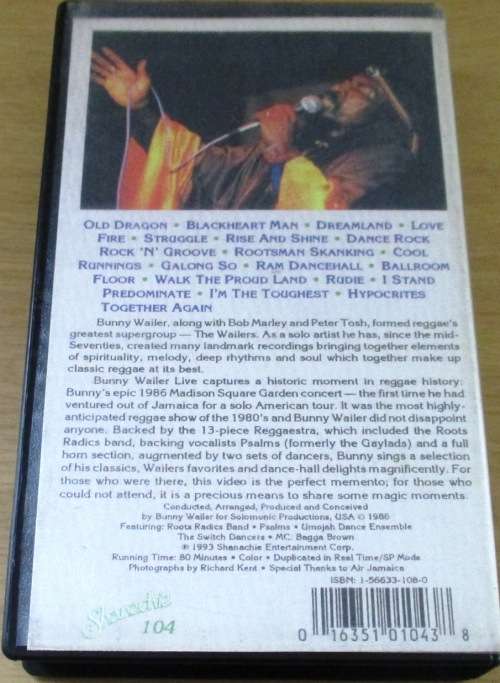 OLD DRAGON • BLACKHEART MAN • DREAMLAND • LOVE
FIRE • STRUGGLE • RISE AND SHINE • DANCE ROCK
ROCK 'N' GROOVE • ROOTSMAN SKANKING • COOL
RUNNINGS • GALONG SO • RAM DANCEHALL • BALLROOM
FLOOR • WALK THE PROUD LAND • RUDIE • I STAND
PREDOMINATE • I'M THE TOUGHEST • HYPOCRITES
TOGETHER AGAIN
Bunny Wailer, along with Bob Marley and Peter Tosh, formed reggae's
greatest supergroup — The Wailers. As a solo artist he has, since the mid-
Seventies, created many landmark recordings bringing together elements
of spirituality, melody, deep rhythms and soul which together make up
classic reggae at its best.
Bunny Wailer Live captures a historic moment in reggae history:
Bunny's epic 1986 Madison Square Garden concert — the first time he had
ventured out of Jamaica for a solo American tour. It was the most highly-
anticipated reggae show of the 1980's and Bunny Wailer did not disappoint
anyone. Backed by the 13-piece Reggaestra, which included the Roots
Radics band, backing vocalists Psalms (formerly the Gaylads) and a full
horn section, augmented by two sets of dancers, Bunny sings a selection
of his classics, Wailers favorites and dance-hall delights magnificently. For
those who were there, this video is the perfect memento; for those who
could not attend, it is a precious means to share some magic moments.
Conducted, Arranged, Produced and Conceived
by Bunny Wailer for Solomonic Productions, USA © 1986
Featuring: Roots Radics Band • Psalms • Umojah Dance Ensemble
The Switch Dancers • MC. Bagga Brown
© 1993 Shanachie Entertainment Corp.
Running Time: 80 Minutes • Color • Duplicated in Real Time/SP Mode
Photographs by Richard Kent • Special Thanks to Air Jamaica
ISBN: 1-56633-108-0
Shanachie
104
0 16351 01043 8